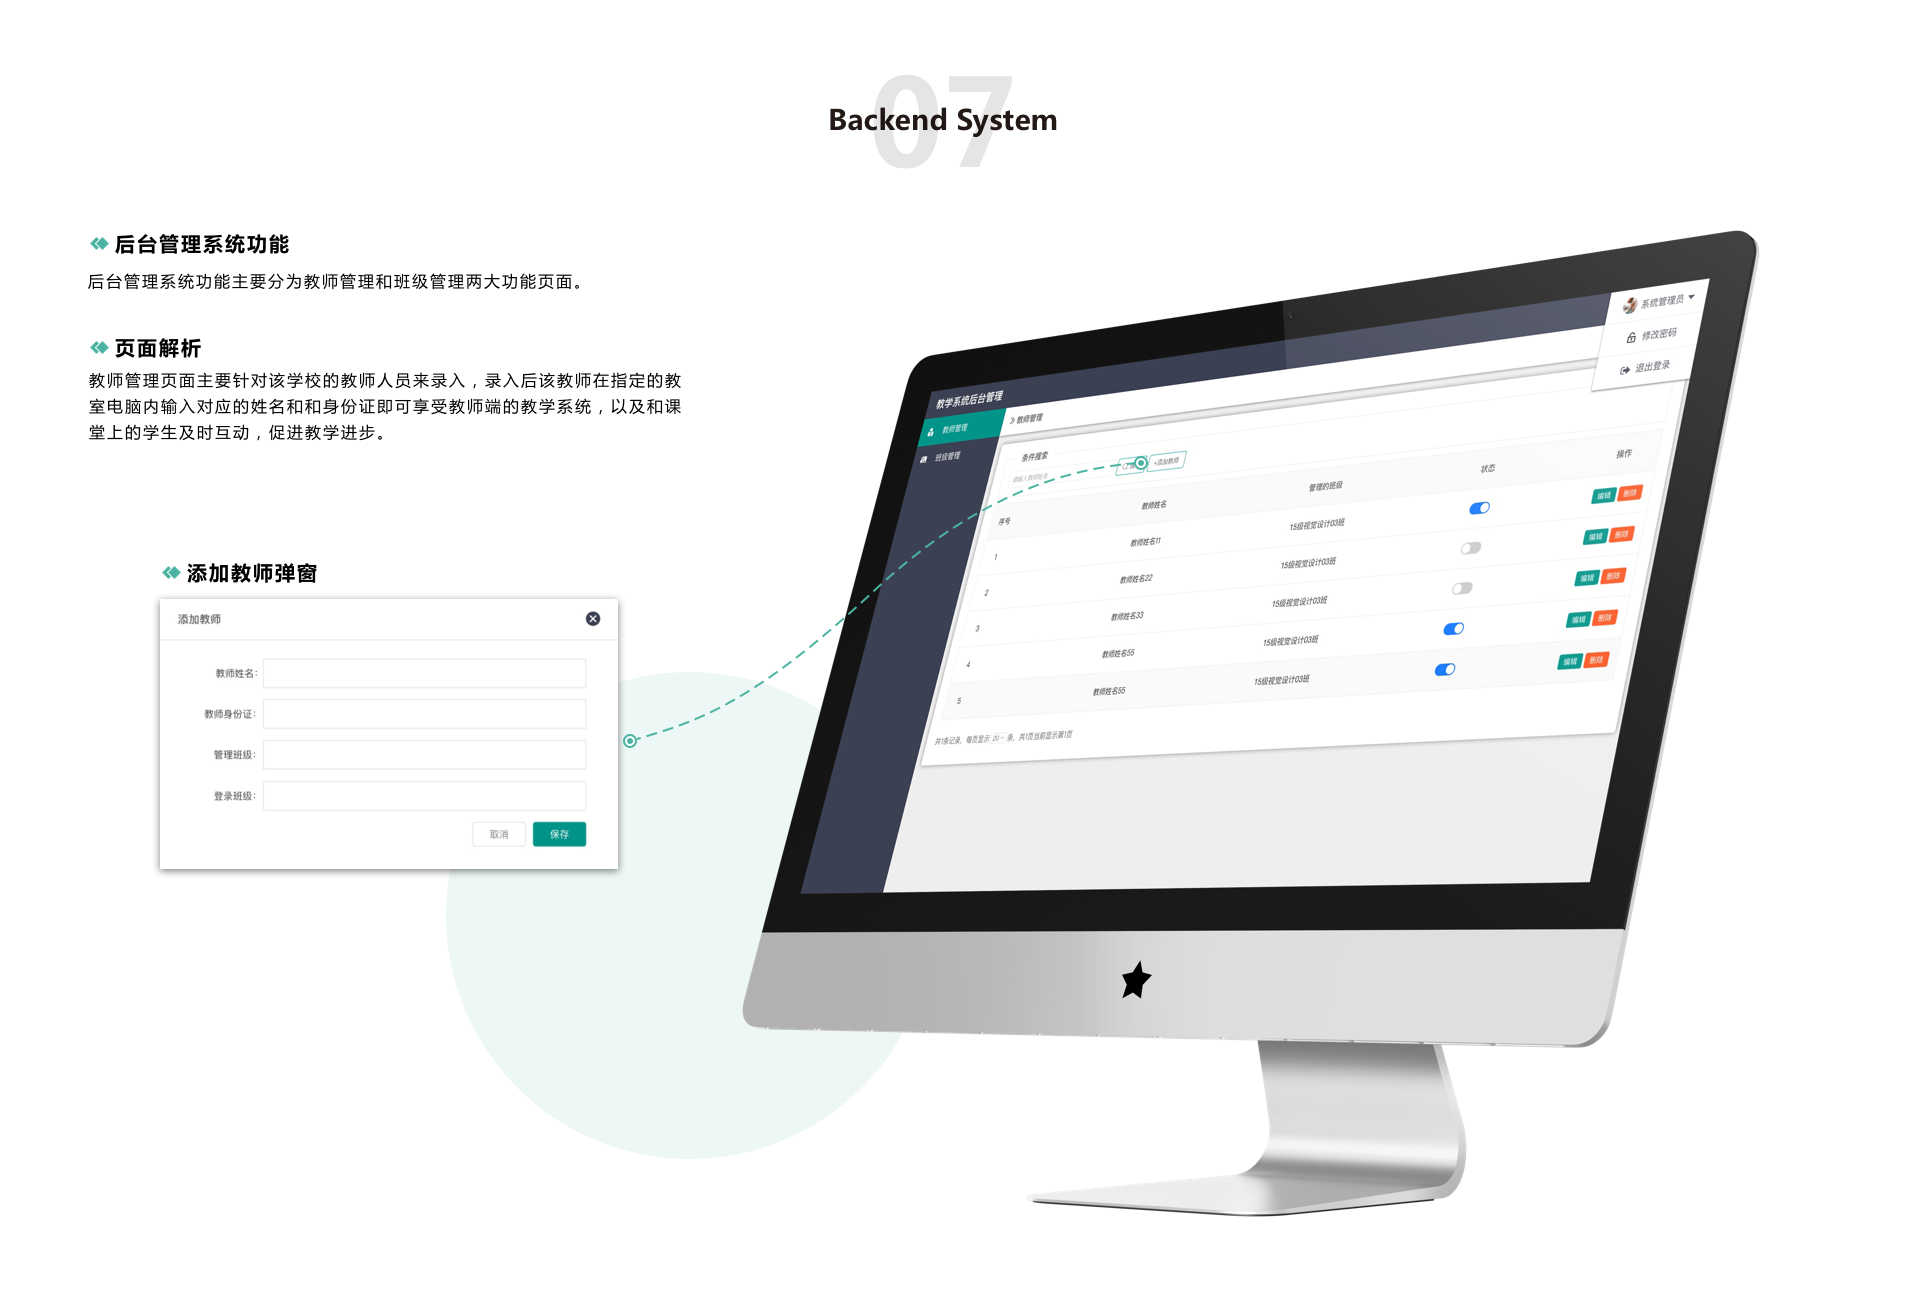 07
Backend System
后台管理系统功能
后台管理系统功能主要分为教师管理和班级管理两大功能页面。
页面解析
教师管理页面主要针对该学校的教师人员来录入，录入后该教师在指定的教
室电脑内输入对应的姓名和和身份证即可享受教师端的教学系统，以及和课
堂上的学生及时互动，促进教学进步。
添加教师弹窗
添加教师
教师姓名：
教师身份证：
管理班级：
登录班级：
取消 保存
系统管理员
修改密码
退出登录
教学系统后台管理
教师管理
班级管理
教师管理
条件搜索
请输入教师姓名
+添加教师
序号 教师姓名 管理的班级 状态 操作
1 教师姓名11 15级视觉设计03班 编辑 删除
2 教师姓名22 15级视觉设计03班 编辑 删除
3 教师姓名33 15级视觉设计03班 编辑 删除
4 教师姓名55 15级视觉设计03班 编辑 删除
5 教师姓名55 15级视觉设计03班 编辑 删除
共1条记录，每页显示 20 条，共1页当前显示第1页